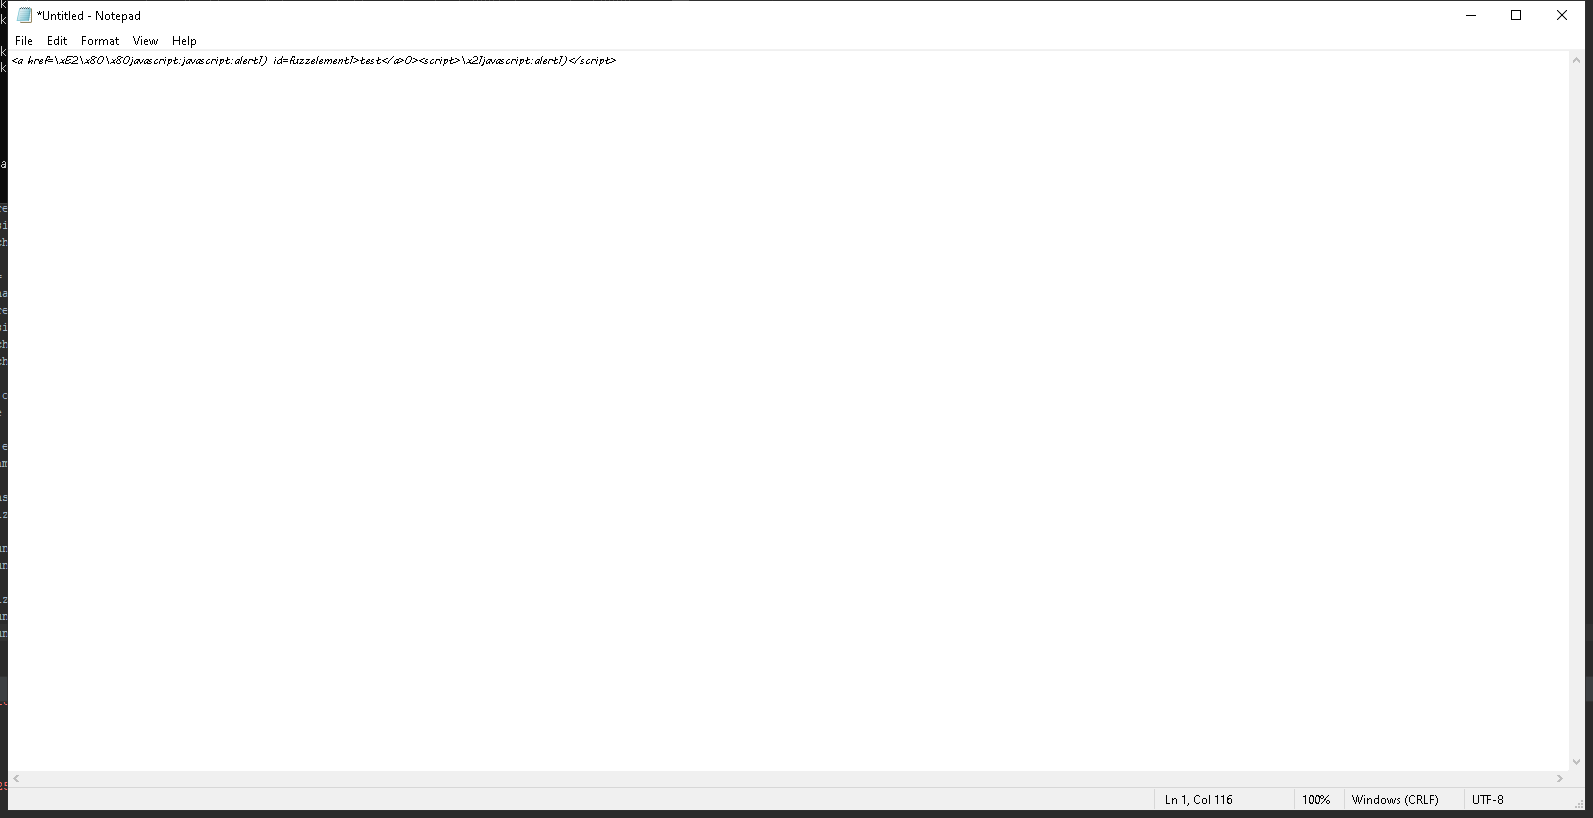 *Untitled - Notepad
File Edit Format View Help
<a href=\xE2\x80\x80javascript:javascript:alert1) id=fuzzelement1>test</a>0><script>\x21javascript:alert1)</script>
Ln 1, Col 116 100% Windows (CRLF) UTF-8